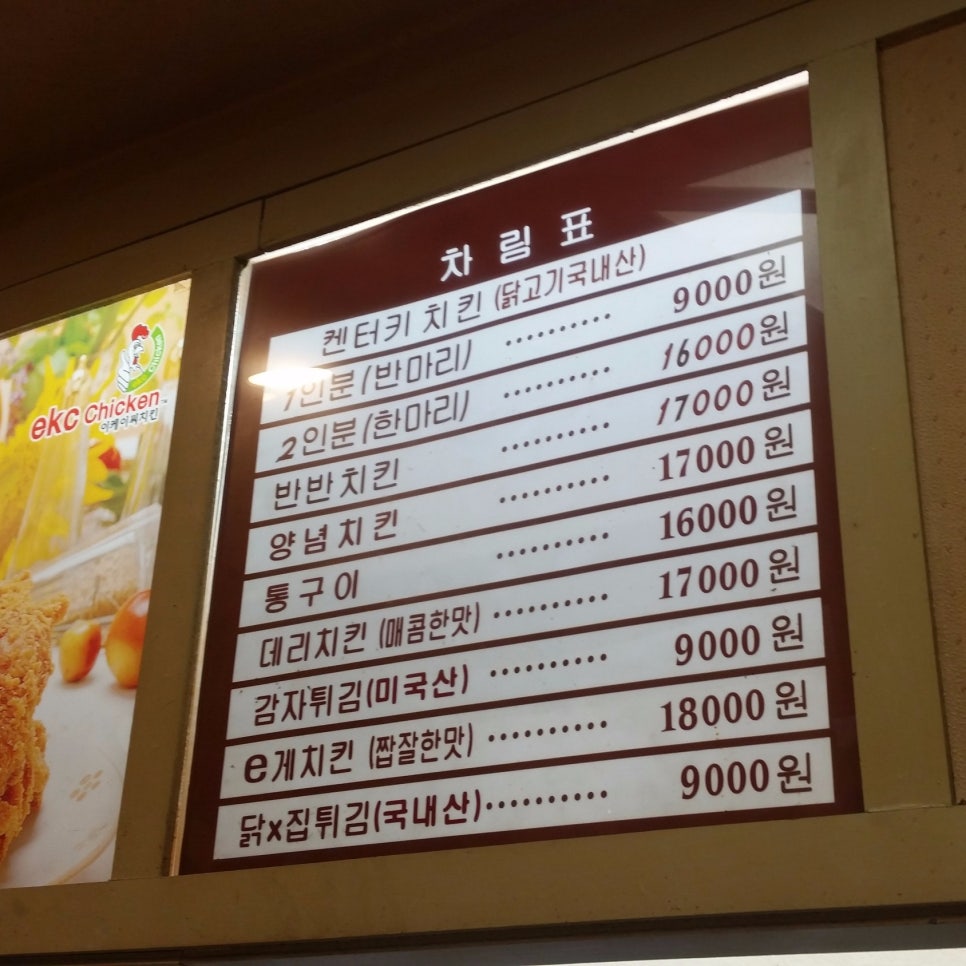 차림표
켄터키 치킨 (닭고기국내산)
1인분 (반마리) ·········· 9000원
2인분 (한마리) ·········· 16000원
반반치킨 ·········· 17000원
양념치킨 ·········· 17000원
통구이 ·········· 16000원
데리치킨 (매콤한맛) ·········· 17000원
감자튀김(미국산) ·········· 9000원
e게치킨 (짭잘한맛) ·········· 18000원
닭x집튀김(국내산) ·········· 9000원
chicken
ekc Chicken™
이케이씨치킨